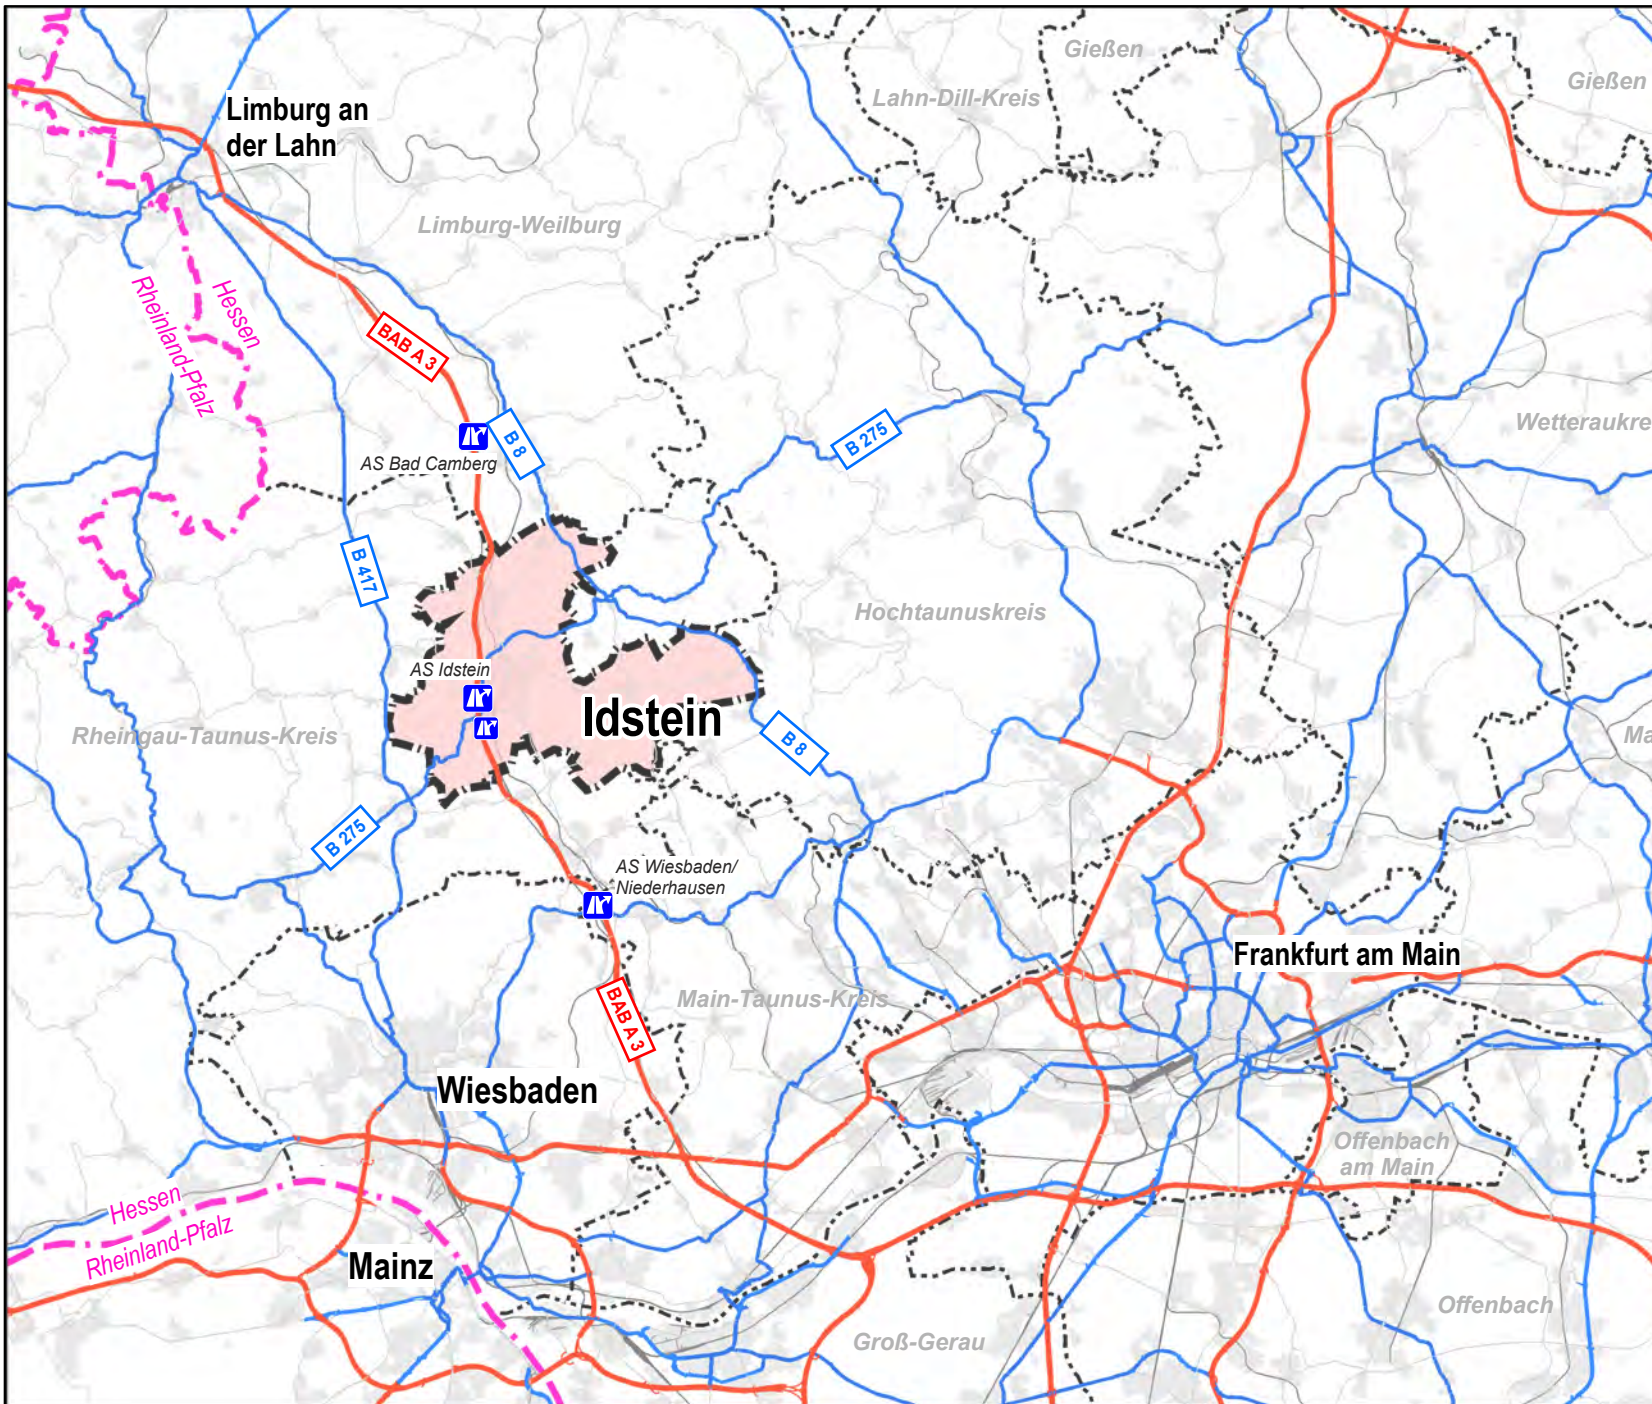 Gießen
Gießen
Lahn-Dill-Kreis
Limburg an
der Lahn
Limburg-Weilburg
Hessen
Rheinland-Pfalz
BAB A 3
B 8
B 275
Wetteraukre
AS Bad Camberg
B 417
Hochtaunuskreis
AS Idstein
Idstein
Rheingau-Taunus-Kreis
B 8
Ma
B 275
AS Wiesbaden/
Niederhausen
Frankfurt am Main
Main-Taunus-Kreis
BAB A 3
Wiesbaden
Offenbach
am Main
Hessen
Rheinland-Pfalz
Mainz
Offenbach
Groß-Gerau